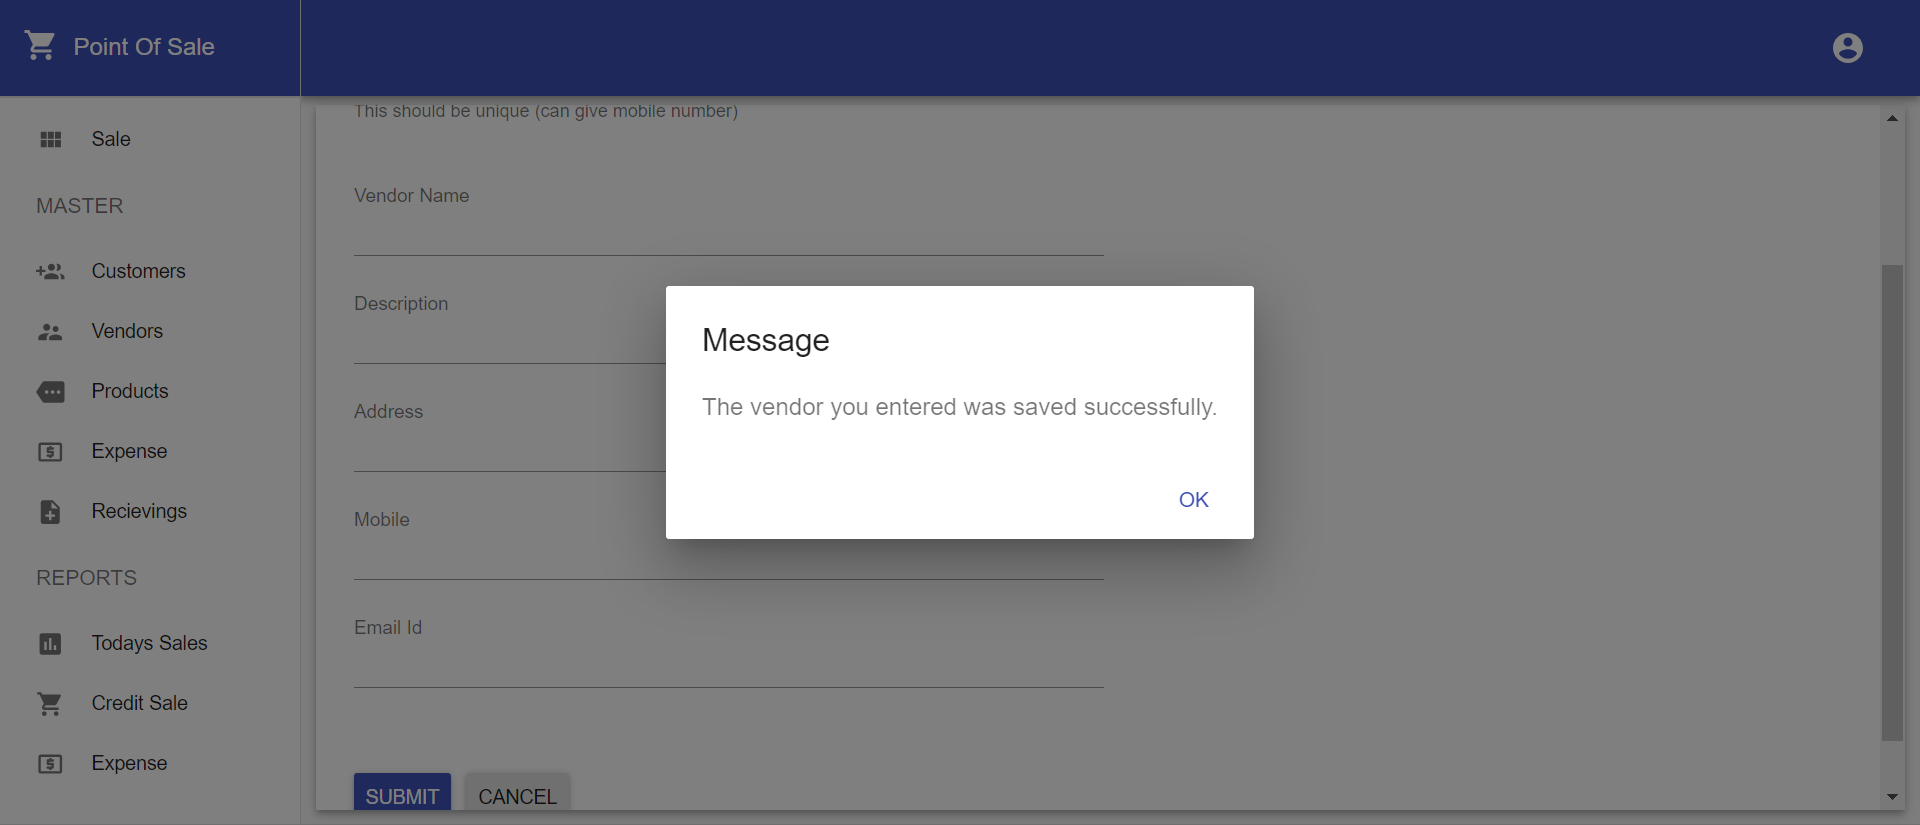 Point Of Sale
Sale
MASTER
Customers
Vendors
Products
Expense
Recievings
REPORTS
Todays Sales
Credit Sale
Expense
This should be unique (can give mobile number)
Vendor Name
Description
Address
Mobile
Email Id
SUBMIT
CANCEL
Message
The vendor you entered was saved successfully.
OK